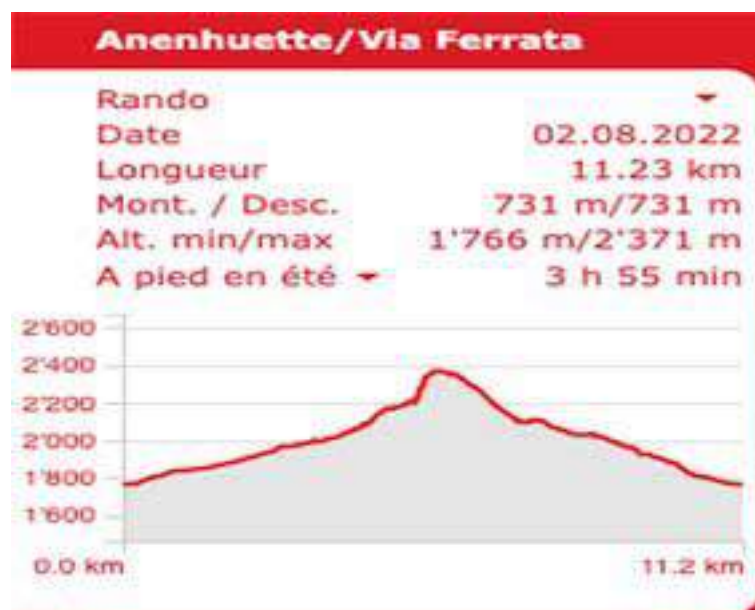 Anenhuette/Via Ferrata
Rando
Date 02.08.2022
Longueur 11.23 km
Mont. / Desc. 731 m/731 m
Alt. min/max 1'766 m/2'371 m
A pied en été 3 h 55 min
2'600
2'400
2'200
2'000
1'800
1'600
0.0 km 11.2 km